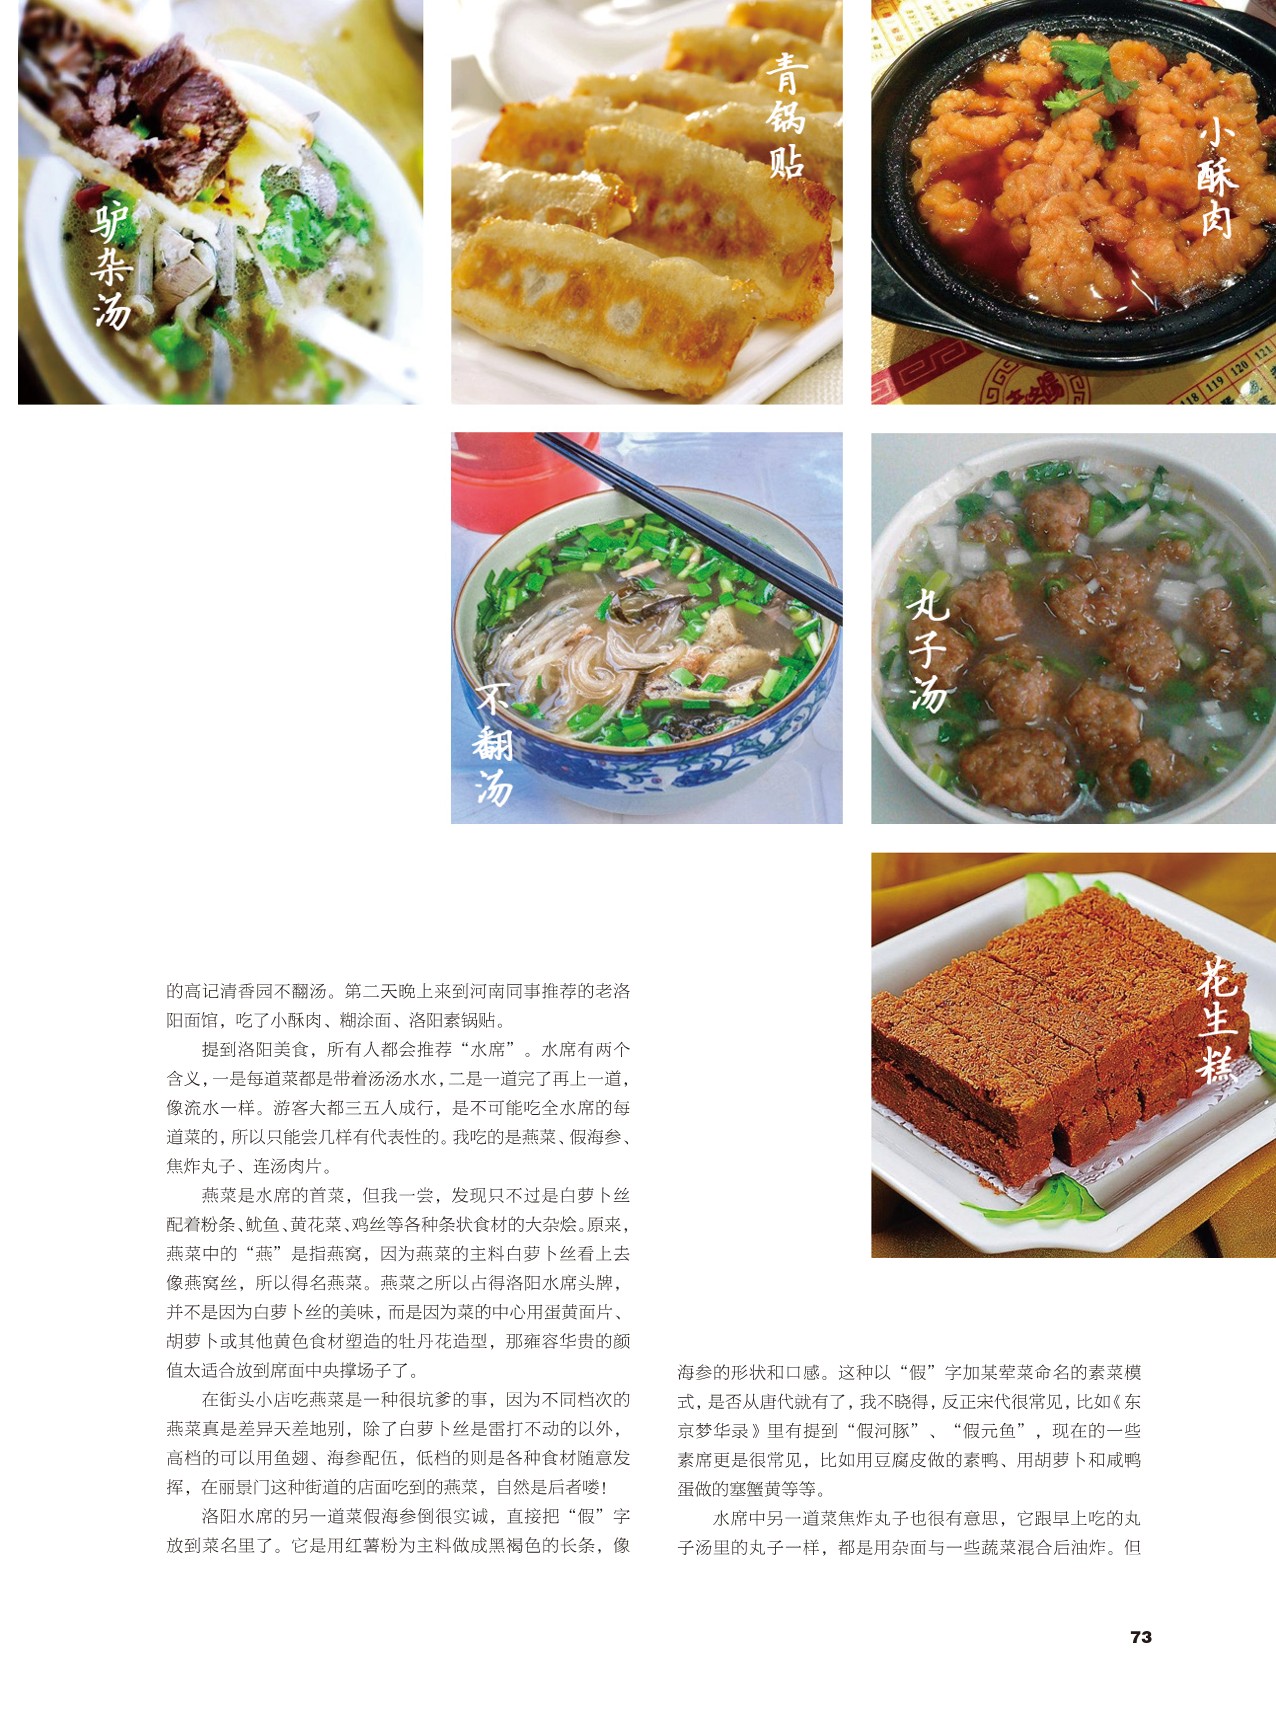 驴杂汤
青锅贴
小酥肉
118 119 120 121
不翻汤
丸子汤
花生糕
的高记清香园不翻汤。第二天晚上来到河南同事推荐的老洛
阳面馆，吃了小酥肉、糊涂面、洛阳素锅贴。
提到洛阳美食，所有人都会推荐“水席”。水席有两个
含义，一是每道菜都是带着汤汤水水，二是一道完了再上一道，
像流水一样。游客大都三五人成行，是不可能吃全水席的每
道菜的，所以只能尝几样有代表性的。我吃的是燕菜、假海参、
焦炸丸子、连汤肉片。
燕菜是水席的首菜，但我一尝，发现只不过是白萝卜丝
配着粉条、鱿鱼、黄花菜、鸡丝等各种条状食材的大杂烩。原来，
燕菜中的“燕”是指燕窝，因为燕菜的主料白萝卜丝看上去
像燕窝丝，所以得名燕菜。燕菜之所以占得洛阳水席头牌，
并不是因为白萝卜丝的美味，而是因为菜的中心用蛋黄面片、
胡萝卜或其他黄色食材塑造的牡丹花造型，那雍容华贵的颜
值太适合放到席面中央撑场子了。
在街头小店吃燕菜是一种很坑爹的事，因为不同档次的
燕菜真是差异天差地别，除了白萝卜丝是雷打不动的以外，
高档的可以用鱼翅、海参配伍，低档的则是各种食材随意发
挥，在丽景门这种街道的店面吃到的燕菜，自然是后者喽！
洛阳水席的另一道菜假海参倒很实诚，直接把“假”字
放到菜名里了。它是用红薯粉为主料做成黑褐色的长条，像
海参的形状和口感。这种以“假”字加某荤菜命名的素菜模
式，是否从唐代就有了，我不晓得，反正宋代很常见，比如《东
京梦华录》里有提到“假河豚”、“假元鱼”，现在的一些
素席更是很常见，比如用豆腐皮做的素鸭、用胡萝卜和咸鸭
蛋做的塞蟹黄等等。
水席中另一道菜焦炸丸子也很有意思，它跟早上吃的丸
子汤里的丸子一样，都是用杂面与一些蔬菜混合后油炸。但
73